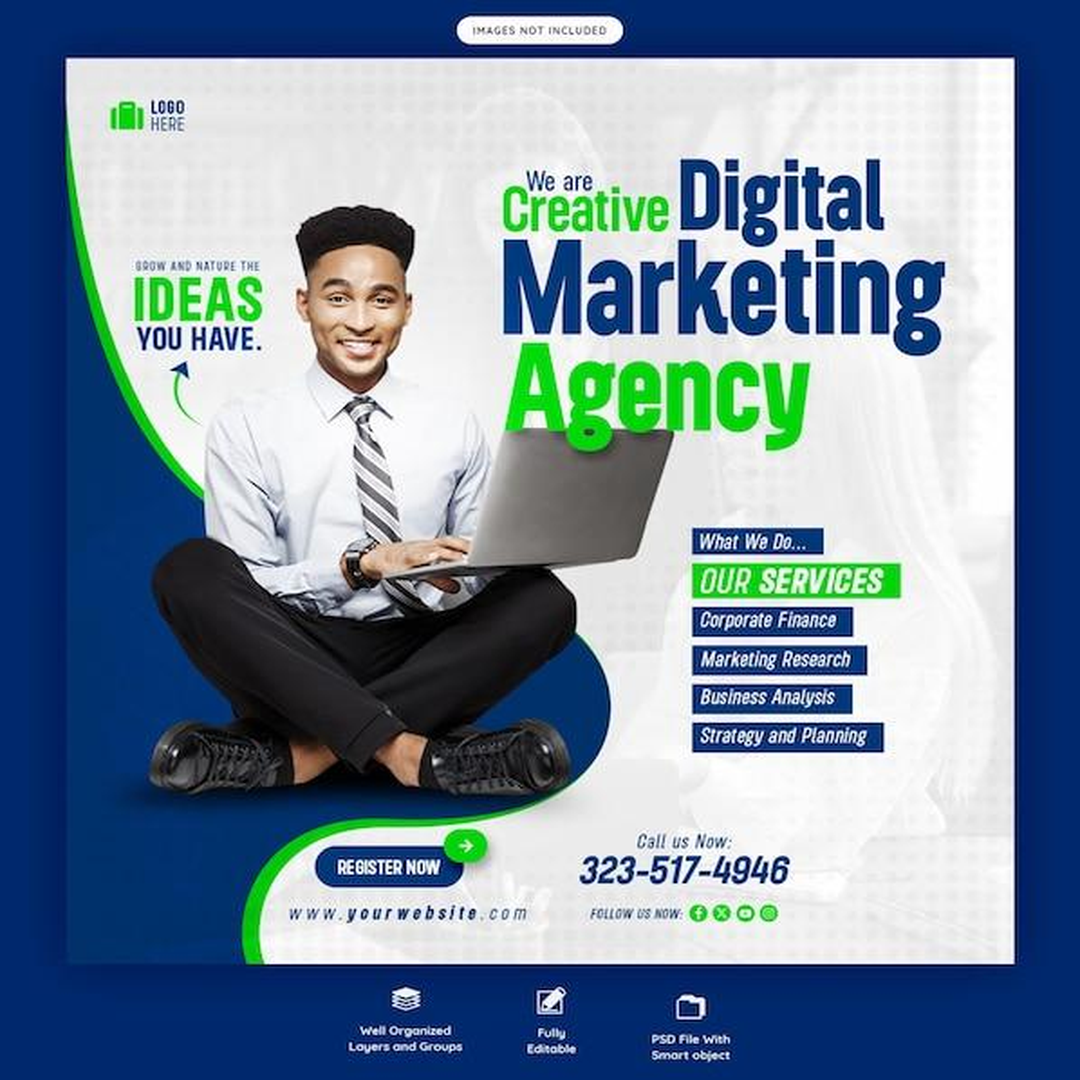 IMAGES NOT INCLUDED
LOGO
HERE
We are
Creative Digital
Marketing
Agency
GROW AND NATURE THE
IDEAS
YOU HAVE.
What We Do...
OUR SERVICES
Corporate Finance
Marketing Research
Business Analysis
Strategy and Planning
REGISTER NOW
www.yourwebsite.com
Call us Now:
323-517-4946
FOLLOW US NOW:
Well Organized
Layers and Groups
Fully
Editable
PSD File With
Smart object